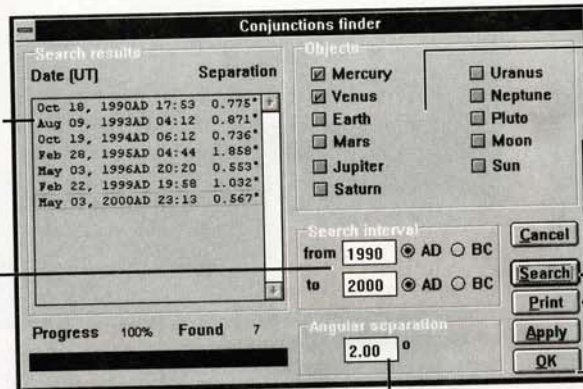 Conjunctions finder
Search results
Date (UT) Separation
Oct 18, 1990AD 17:53 0.775°
Aug 09, 1993AD 04:12 0.871°
Oct 19, 1994AD 06:12 0.736°
Feb 28, 1995AD 04:44 1.858°
May 03, 1996AD 20:20 0.553°
Feb 22, 1999AD 19:58 1.032°
May 03, 2000AD 23:13 0.567°
Progress 100% Found 7
Objects
Mercury
Venus
Earth
Mars
Jupiter
Saturn
Uranus
Neptune
Pluto
Moon
Sun
Search interval
from 1990 AD BC
to 2000 AD BC
Angular separation
2.00 °
Cancel
Search
Print
Apply
OK